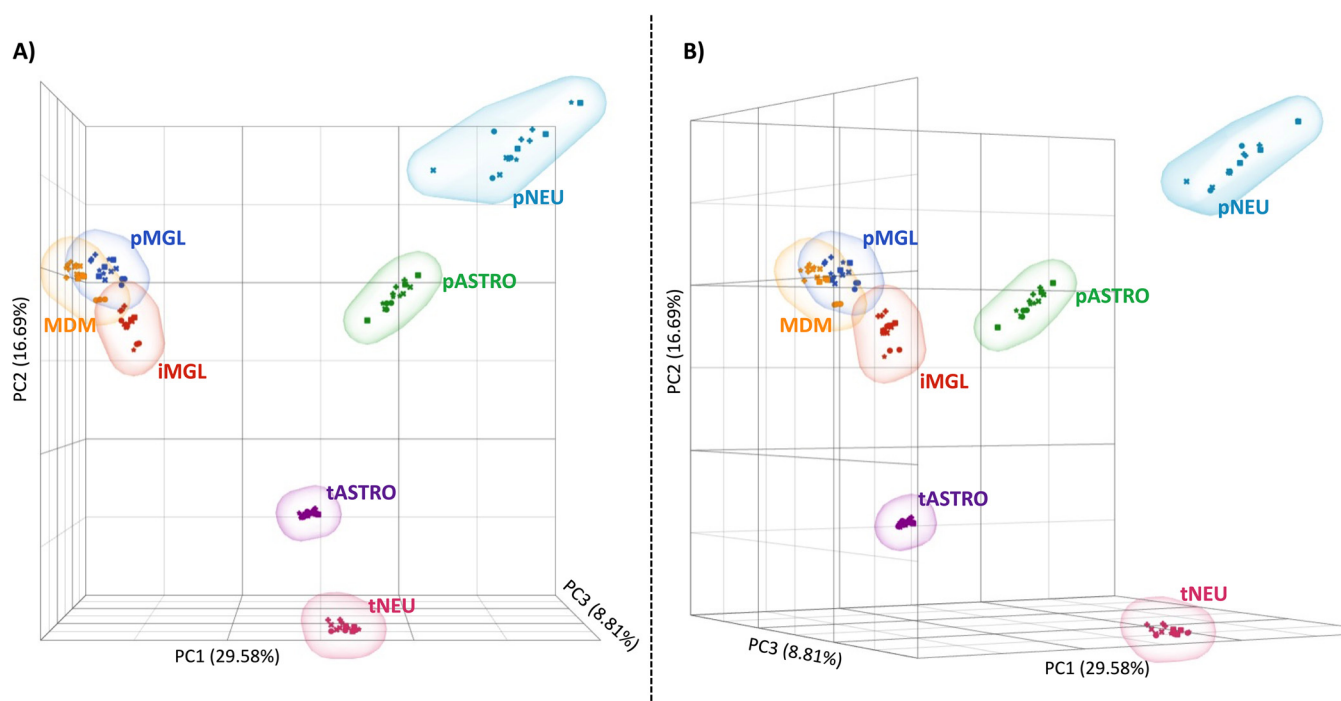 A)
pNEU
pMGL
pASTRO
MDM
iMGL
tASTRO
tNEU
PC2 (16.69%)
PC1 (29.58%)
PC3 (8.81%)
B)
pNEU
pMGL
pASTRO
MDM
iMGL
tASTRO
tNEU
PC2 (16.69%)
PC3 (8.81%)
PC1 (29.58%)